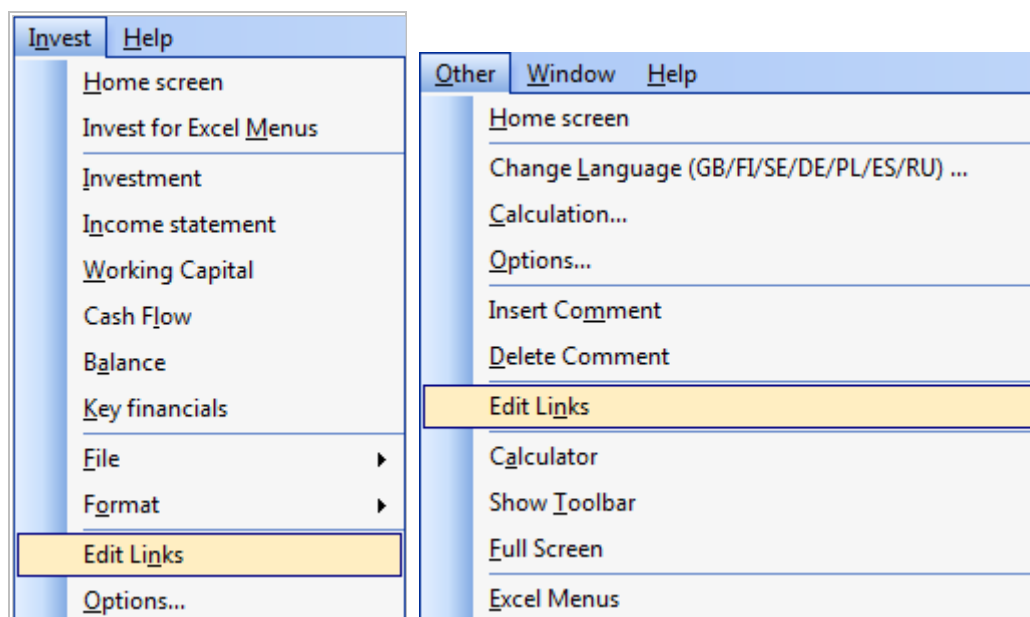 Invest Help
Home screen
Invest for Excel Menus
Investment
Income statement
Working Capital
Cash Flow
Balance
Key financials
File
Format
Edit Links
Options...
Other Window Help
Home screen
Change Language (GB/FI/SE/DE/PL/ES/RU) ...
Calculation...
Options...
Insert Comment
Delete Comment
Edit Links
Calculator
Show Toolbar
Full Screen
Excel Menus